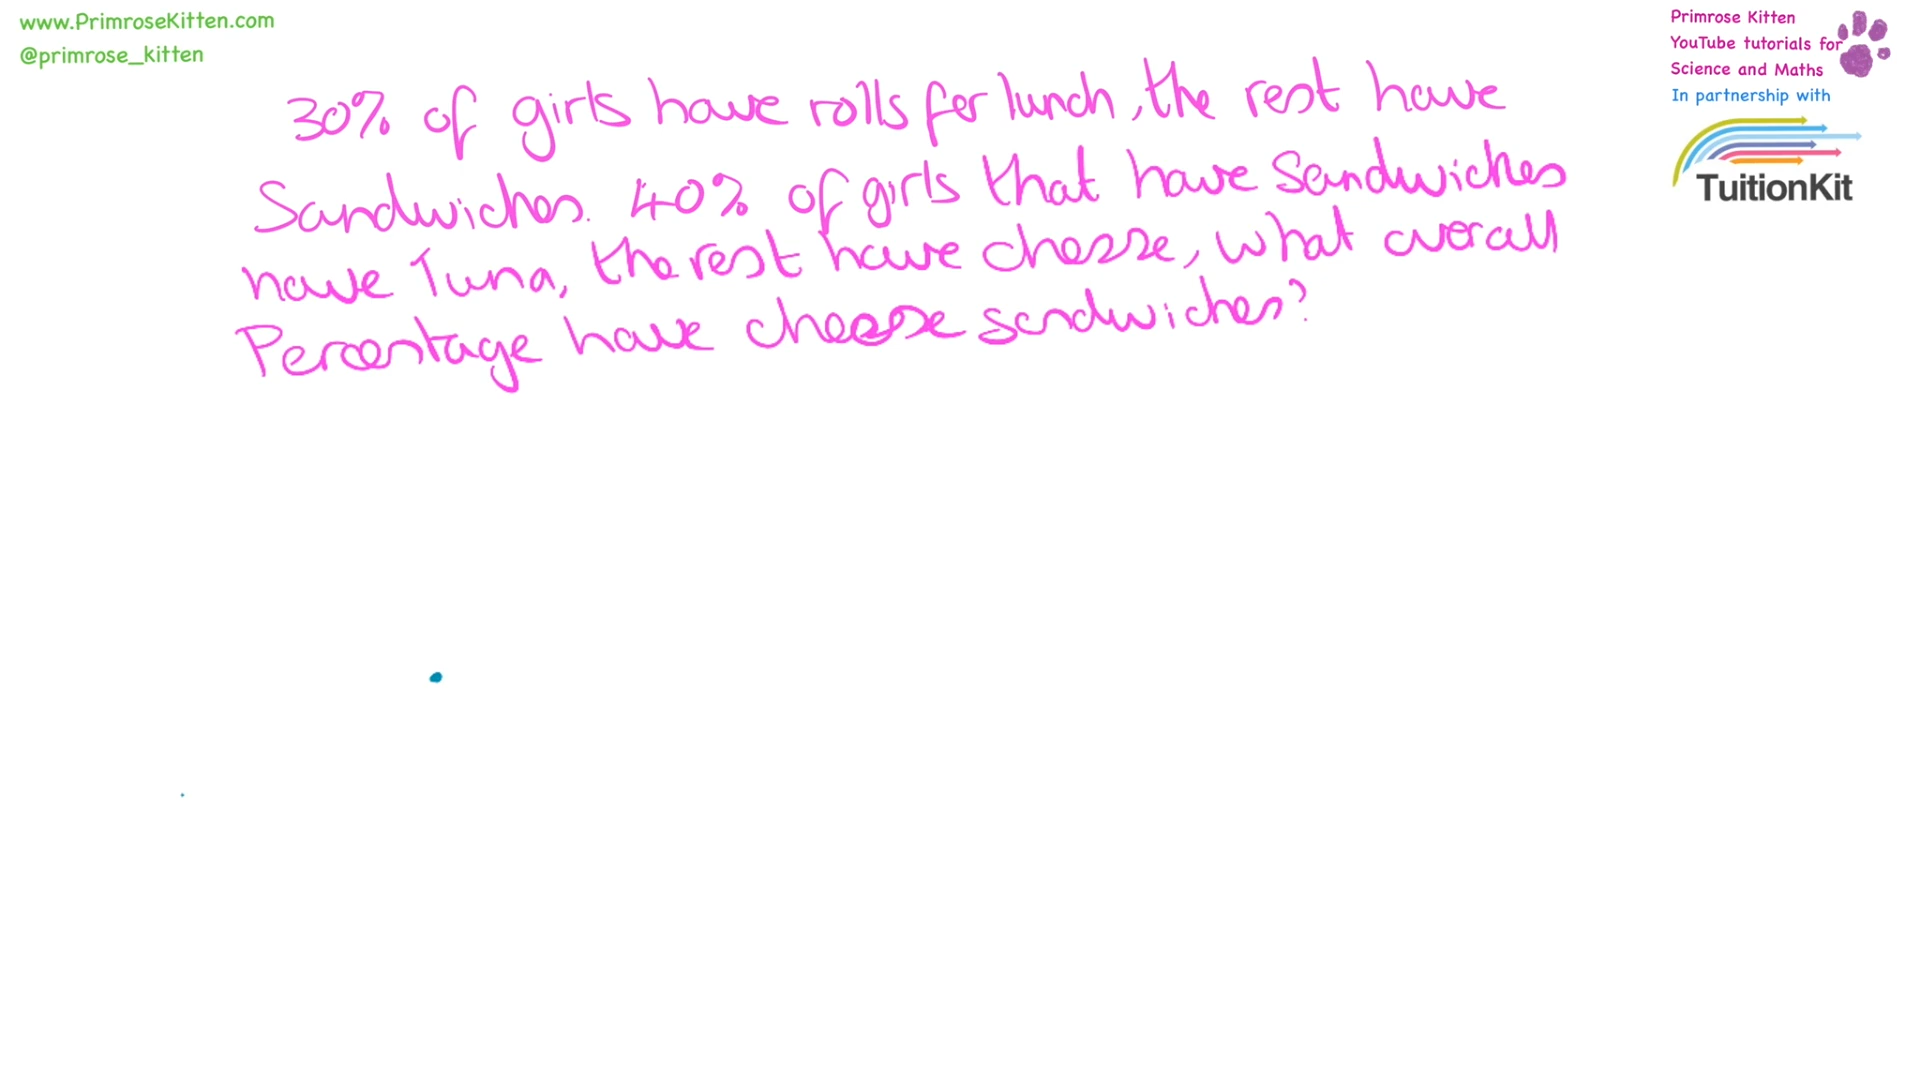 www.PrimroseKitten.com
@primrose_kitten
Primrose Kitten
YouTube tutorials for
Science and Maths
In partnership with
TuitionKit
30% of girls have rolls for lunch, the rest have
Sandwiches. 40% of girls that have Sandwiches
have Tuna, the rest have cheese, what overall
Percentage have cheese sandwiches?